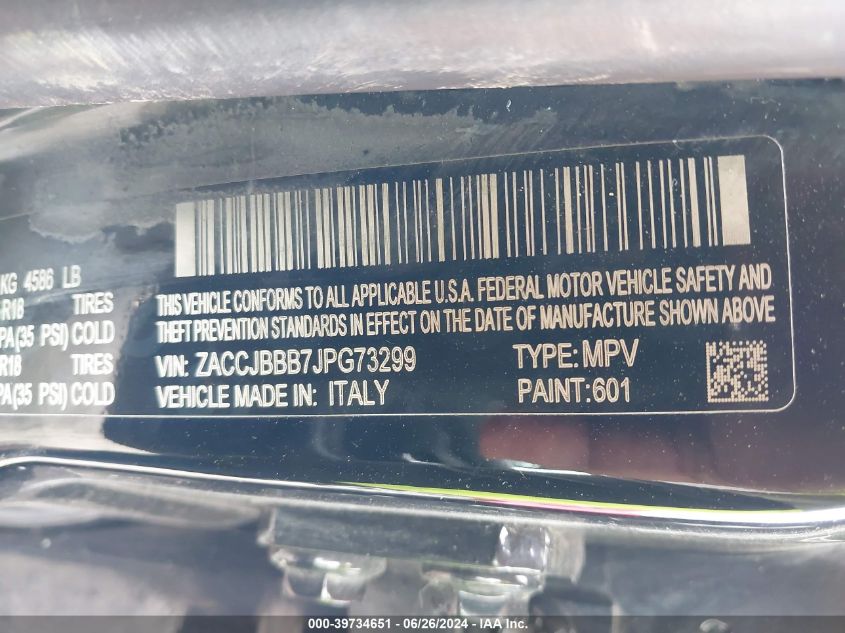 KG 4586 LB
R18 TIRES
PA(35 PSI) COLD
R18 TIRES
PA(35 PSI) COLD
THIS VEHICLE CONFORMS TO ALL APPLICABLE U.S.A. FEDERAL MOTOR VEHICLE SAFETY AND
THEFT PREVENTION STANDARDS IN EFFECT ON THE DATE OF MANUFACTURE SHOWN ABOVE
VIN: ZACCJBBB7JPG73299 TYPE:MPV
VEHICLE MADE IN: ITALY PAINT:601
000-39734651 / 06/26/2024 - IAA Inc.